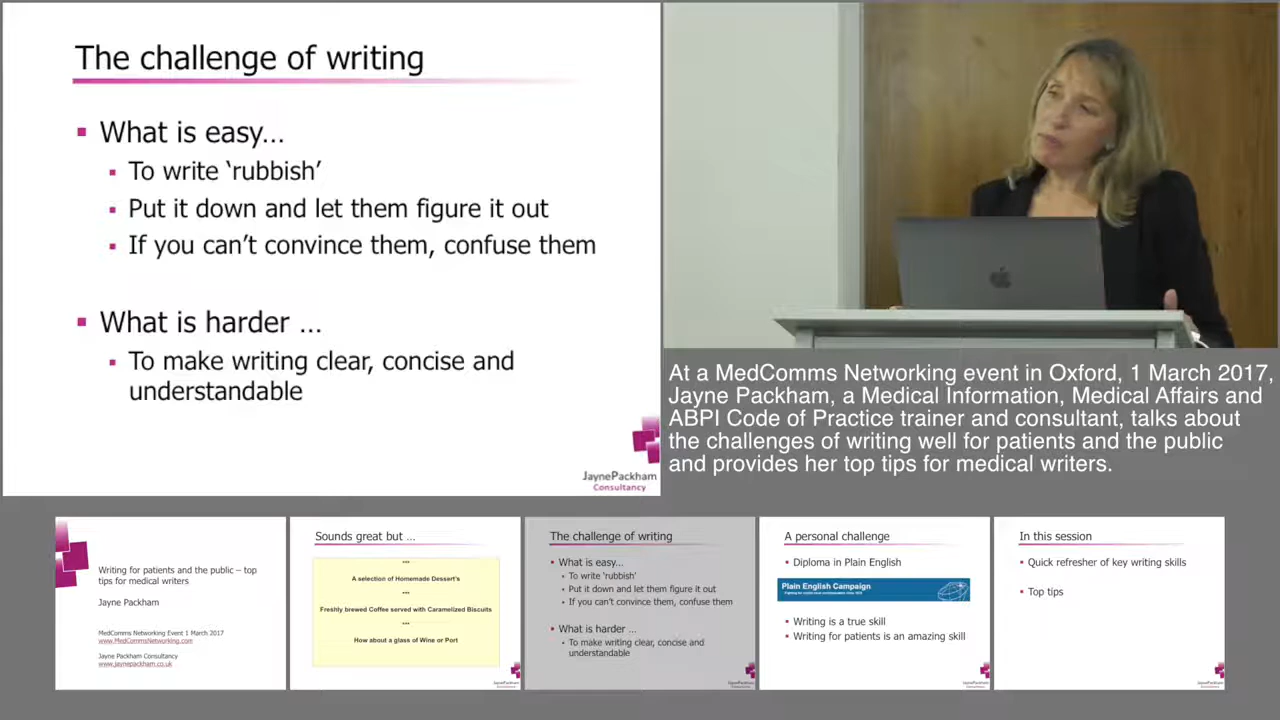 The challenge of writing
What is easy…
To write ‘rubbish’
Put it down and let them figure it out
If you can’t convince them, confuse them
What is harder …
To make writing clear, concise and
understandable
JaynePackham
Consultancy
At a MedComms Networking event in Oxford, 1 March 2017,
Jayne Packham, a Medical Information, Medical Affairs and
ABPI Code of Practice trainer and consultant, talks about
the challenges of writing well for patients and the public
and provides her top tips for medical writers.
Writing for patients and the public – top
tips for medical writers
Jayne Packham
MedComms Networking Event 1 March 2017
www.MedCommsNetworking.com
Jayne Packham Consultancy
www.jaynepackham.co.uk
Sounds great but …
***
A selection of Homemade Dessert's
***
Freshly brewed Coffee served with Caramelized Biscuits
***
How about a glass of Wine or Port
JaynePackham
The challenge of writing
What is easy…
To write ‘rubbish’
Put it down and let them figure it out
If you can’t convince them, confuse them
What is harder …
To make writing clear, concise and
understandable
JaynePackham
A personal challenge
Diploma in Plain English
Plain English Campaign
Writing is a true skill
Writing for patients is an amazing skill
JaynePackham
In this session
Quick refresher of key writing skills
Top tips
JaynePackham